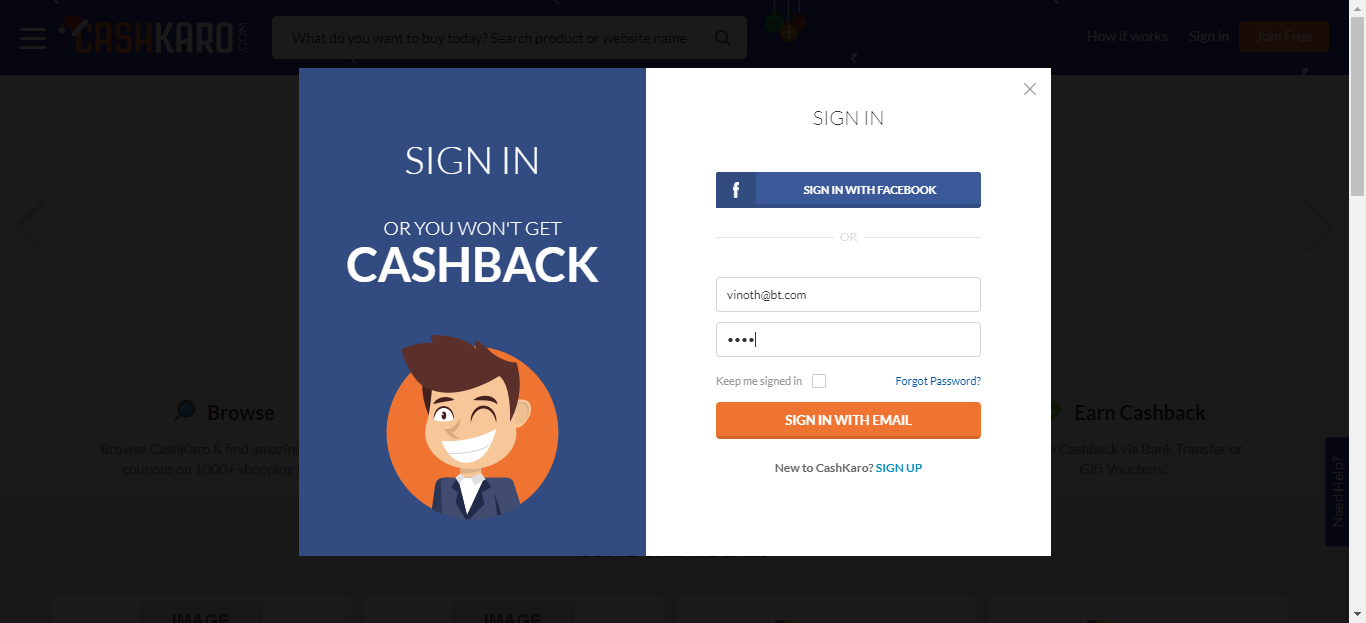 CASHKARO.COM
What do you want to buy today? Search product or website name
How it works
Sign in
Join Free
SIGN IN
OR YOU WON'T GET
CASHBACK
SIGN IN
f
SIGN IN WITH FACEBOOK
OR
vinoth@bt.com
••••
Keep me signed in
Forgot Password?
SIGN IN WITH EMAIL
New to CashKaro? SIGN UP
Browse
Browse CashKaro & find amazing
coupons on 1000+ shopping
Earn Cashback
Cashback via Bank Transfer or
Gift Vouchers!
Need Help?
IMAGE
IMAGE